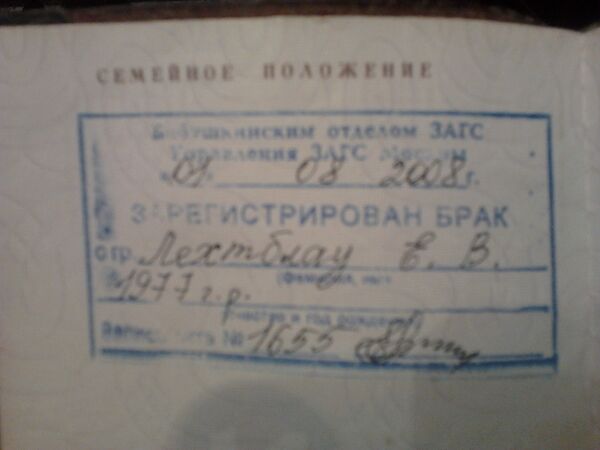 СЕМЕЙНОЕ ПОЛОЖЕНИЕ
Бабушкинским отделом ЗАГС
Управления ЗАГС Москвы
08 2008 г.
ЗАРЕГИСТРИРОВАН БРАК
с гр. Лехтблау Е. В.
(Фамилия, имя,
1977 г.р.
отчество и год рождения)
Запись акта № 1655